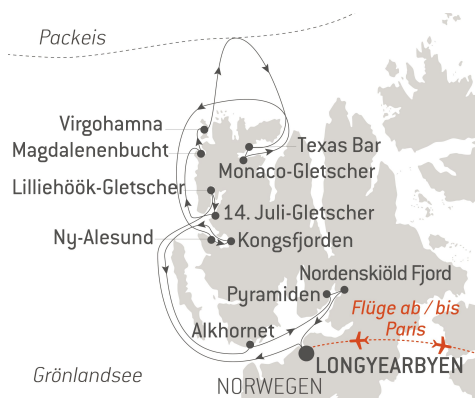 Packeis
Virgohamna
Texas Bar
Magdalenenbucht
Monaco-Gletscher
Lilliehöök-Gletscher
14. Juli-Gletscher
Ny-Alesund
Kongsfjorden
Nordenskiöld Fjord
Pyramiden
Flüge ab / bis
Paris
Alkhornet
LONGYEARBYEN
Grönlandsee
NORWEGEN